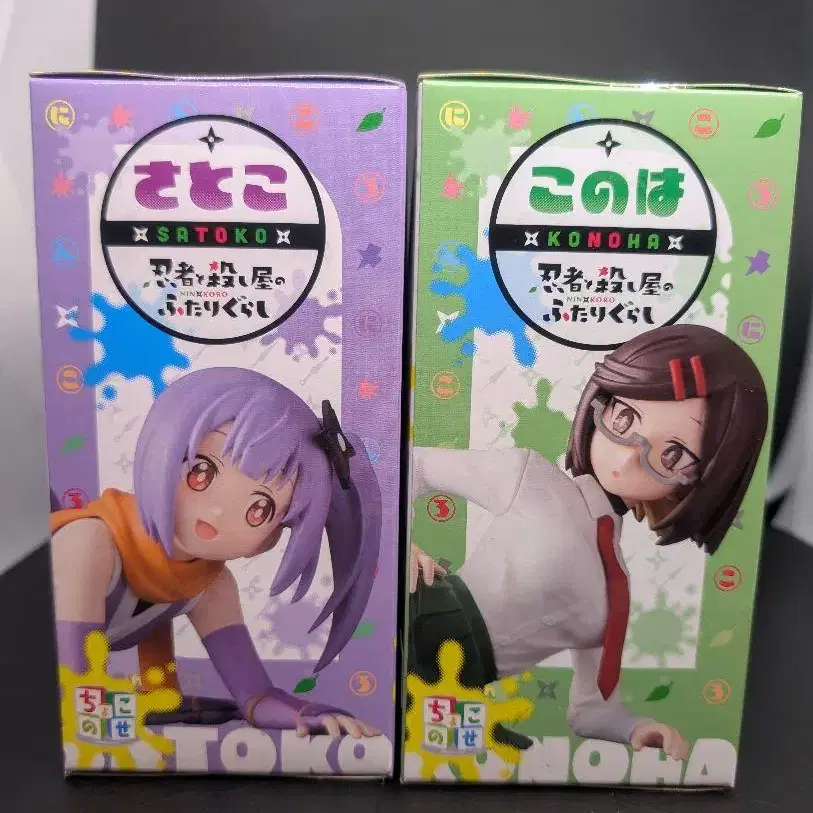 さとこ
SATOKO
忍者と殺し屋の
NIN KORO
ふたりぐらし
ちょこのせ
TOKO
このは
KONOHA
忍者と殺し屋の
NIN KORO
ふたりぐらし
ちょこのせ
NOHA